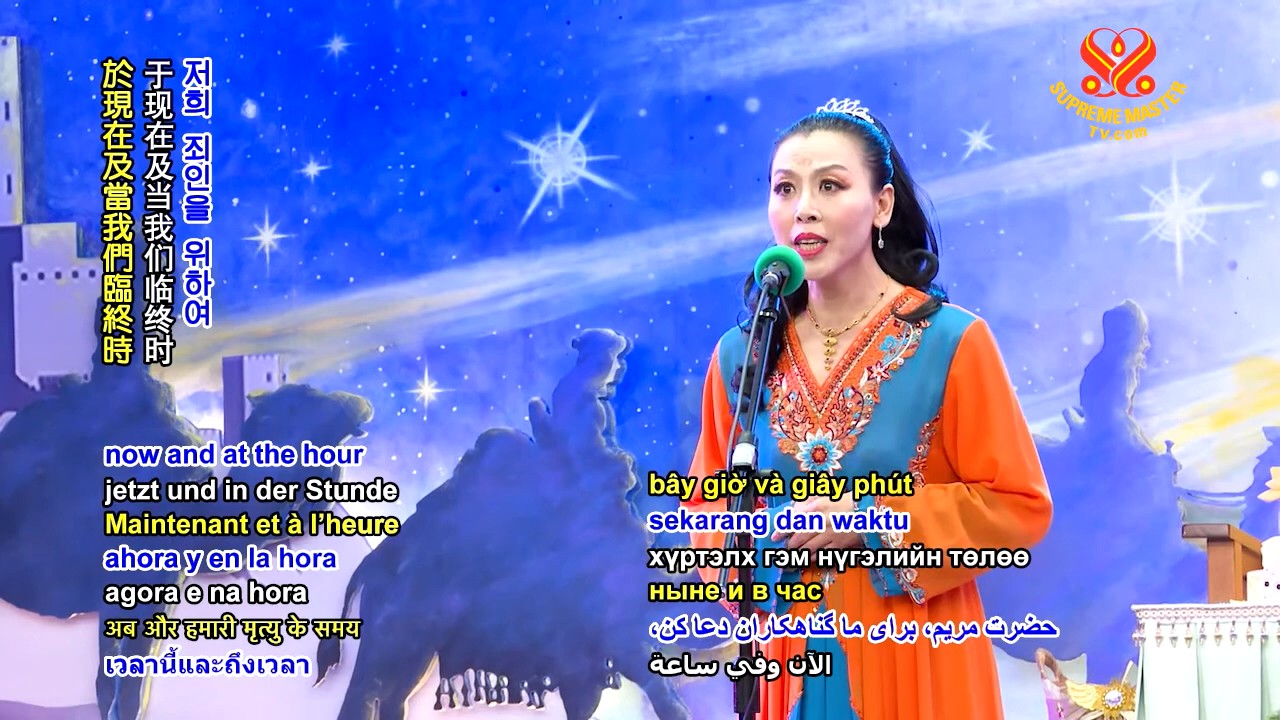 於現在及當我們臨終時
于现在及当我们临终时
저희 죄인을 위하여
SUPREME MASTER
TV.com
now and at the hour
jetzt und in der Stunde
Maintenant et à l’heure
ahora y en la hora
agora e na hora
अब और हमारी मृत्यु के समय
เวลานี้และถึงเวลา
bây giờ và giây phút
sekarang dan waktu
хүртэлх гэм нүгэлийн төлөө
ныне и в час
حضرت مریم، برای ما گناهکاران دعا کن،
الآن وفي ساعة